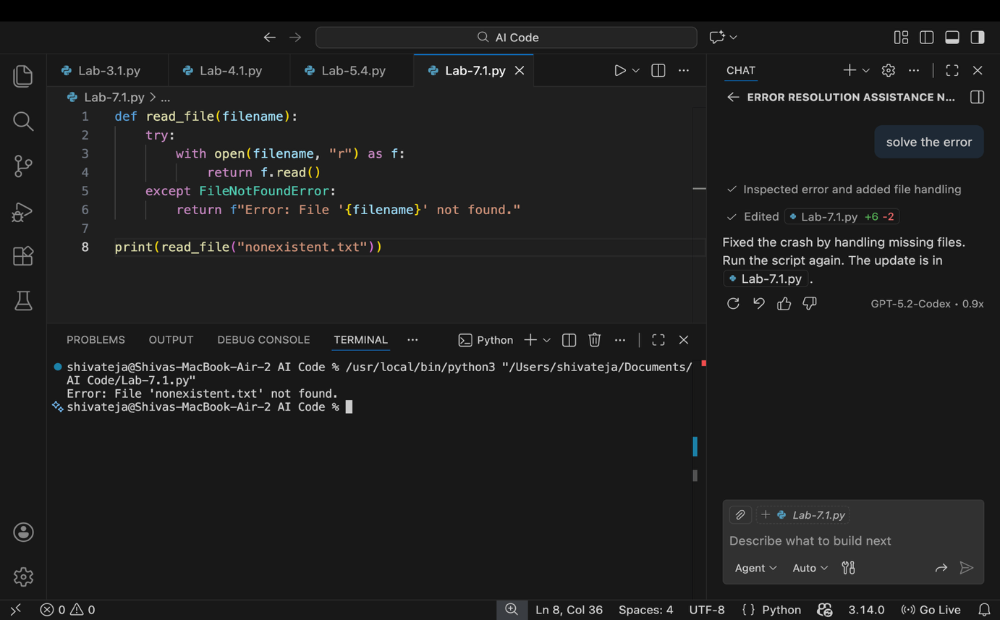 AI Code
Lab-3.1.py
Lab-4.1.py
Lab-5.4.py
Lab-7.1.py
Lab-7.1.py > ...
1 def read_file(filename):
2     try:
3         with open(filename, "r") as f:
4             return f.read()
5     except FileNotFoundError:
6         return f"Error: File '{filename}' not found."
7
8 print(read_file("nonexistent.txt"))
PROBLEMS OUTPUT DEBUG CONSOLE TERMINAL ... Python
shivateja@Shivas-MacBook-Air-2 AI Code % /usr/local/bin/python3 "/Users/shivateja/Documents/
AI Code/Lab-7.1.py"
Error: File 'nonexistent.txt' not found.
shivateja@Shivas-MacBook-Air-2 AI Code %
CHAT
ERROR RESOLUTION ASSISTANCE N...
solve the error
Inspected error and added file handling
Edited Lab-7.1.py +6 -2
Fixed the crash by handling missing files.
Run the script again. The update is in
Lab-7.1.py .
GPT-5.2-Codex • 0.9x
Lab-7.1.py
Describe what to build next
Agent Auto
0 0 Ln 8, Col 36 Spaces: 4 UTF-8 { } Python 3.14.0 Go Live